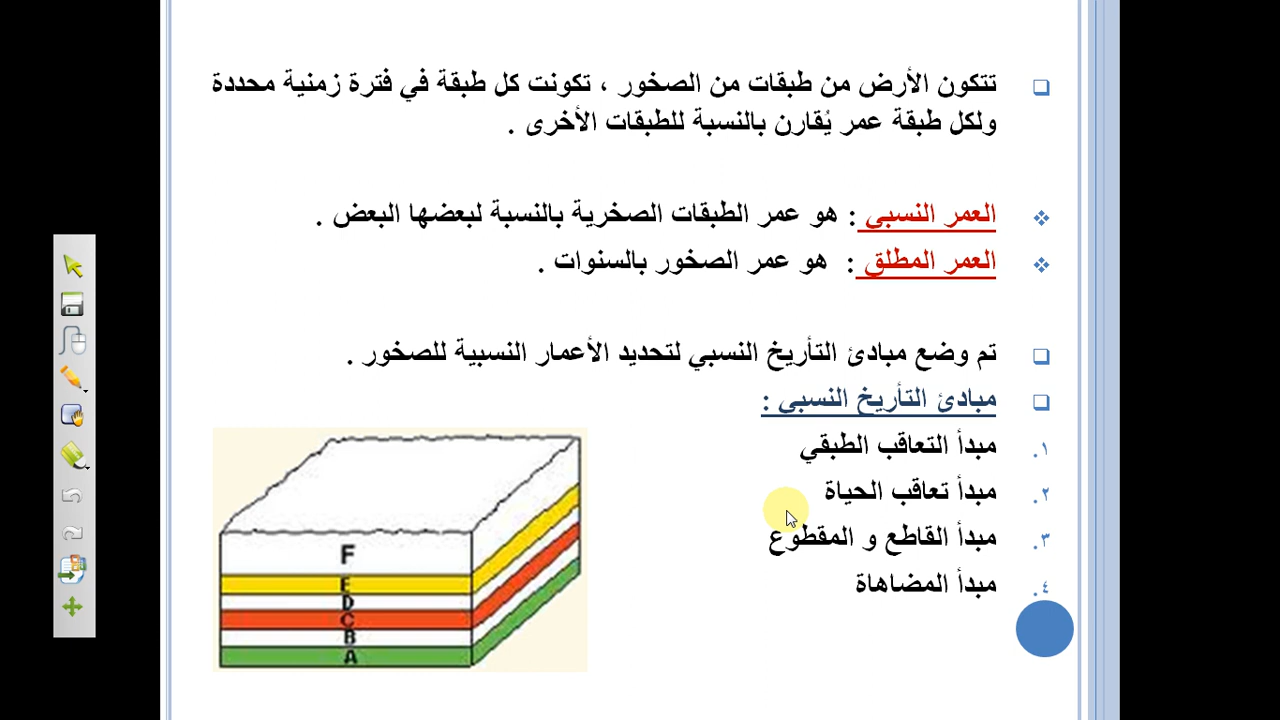 تتكون الأرض من طبقات من الصخور ، تكونت كل طبقة في فترة زمنية محددة
ولكل طبقة عمر يُقارن بالنسبة للطبقات الأخرى .
العمر النسبي : هو عمر الطبقات الصخرية بالنسبة لبعضها البعض .
العمر المطلق : هو عمر الصخور بالسنوات .
تم وضع مبادئ التأريخ النسبي لتحديد الأعمار النسبية للصخور .
مبادئ التأريخ النسبي :
١. مبدأ التعاقب الطبقي
٢. مبدأ تعاقب الحياة
٣. مبدأ القاطع و المقطوع
٤. مبدأ المضاهاة
F
E
D
C
B
A